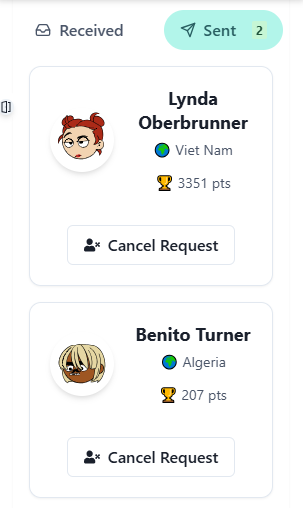 Received
Sent 2
Lynda
Oberbrunner
Viet Nam
3351 pts
Cancel Request
Benito Turner
Algeria
207 pts
Cancel Request